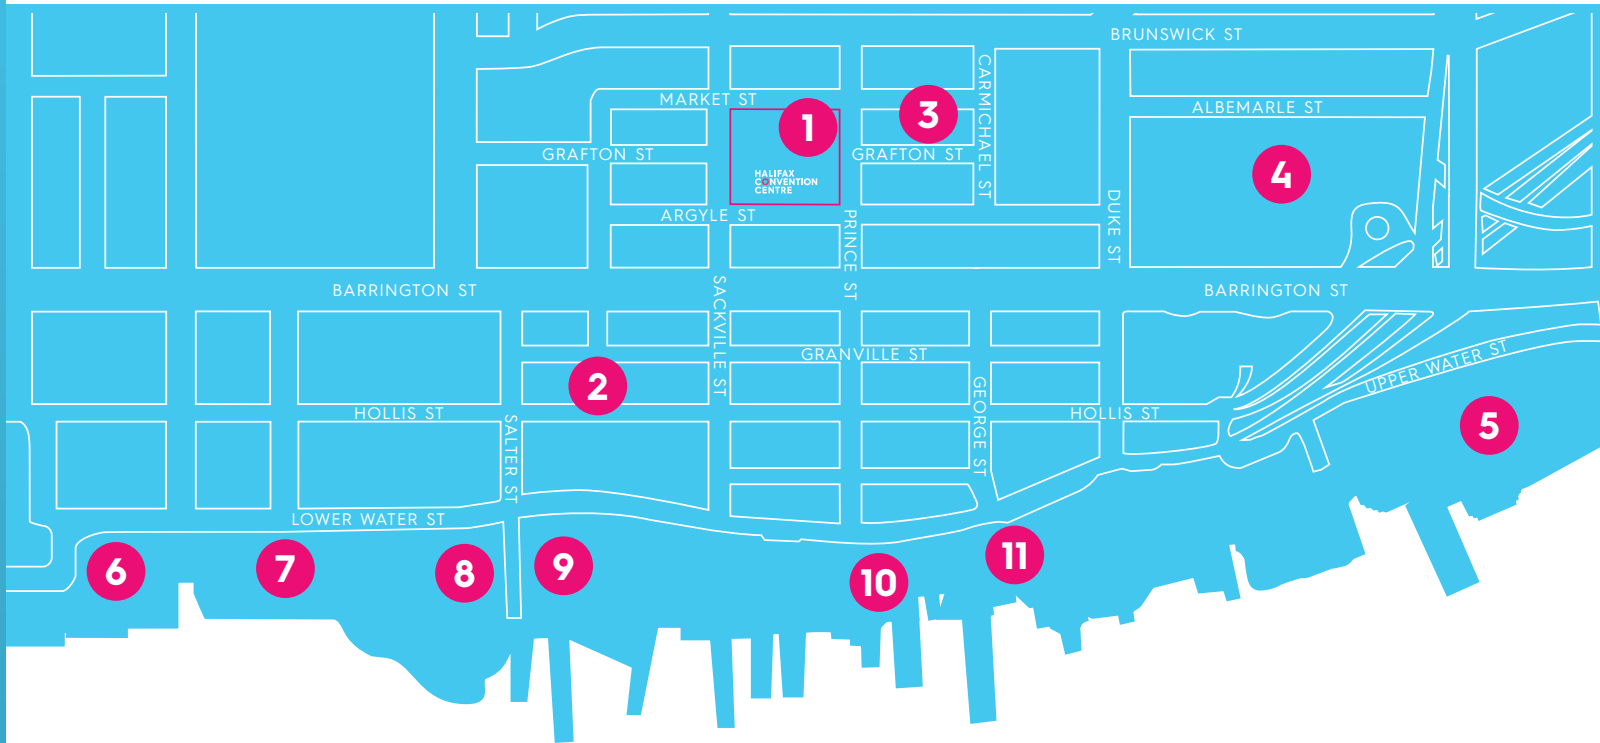 BRUNSWICK ST
CARMICHAEL ST
MARKET ST
ALBEMARLE ST
1
3
GRAFTON ST
GRAFTON ST
4
HALIFAX
CONVENTION
CENTRE
ARGYLE ST
PRINCE ST
DUKE ST
BARRINGTON ST
SACKVILLE ST
BARRINGTON ST
GRANVILLE ST
UPPER WATER ST
2
GEORGE ST
HOLLIS ST
SALTER ST
HOLLIS ST
5
LOWER WATER ST
6
7
8
9
10
11